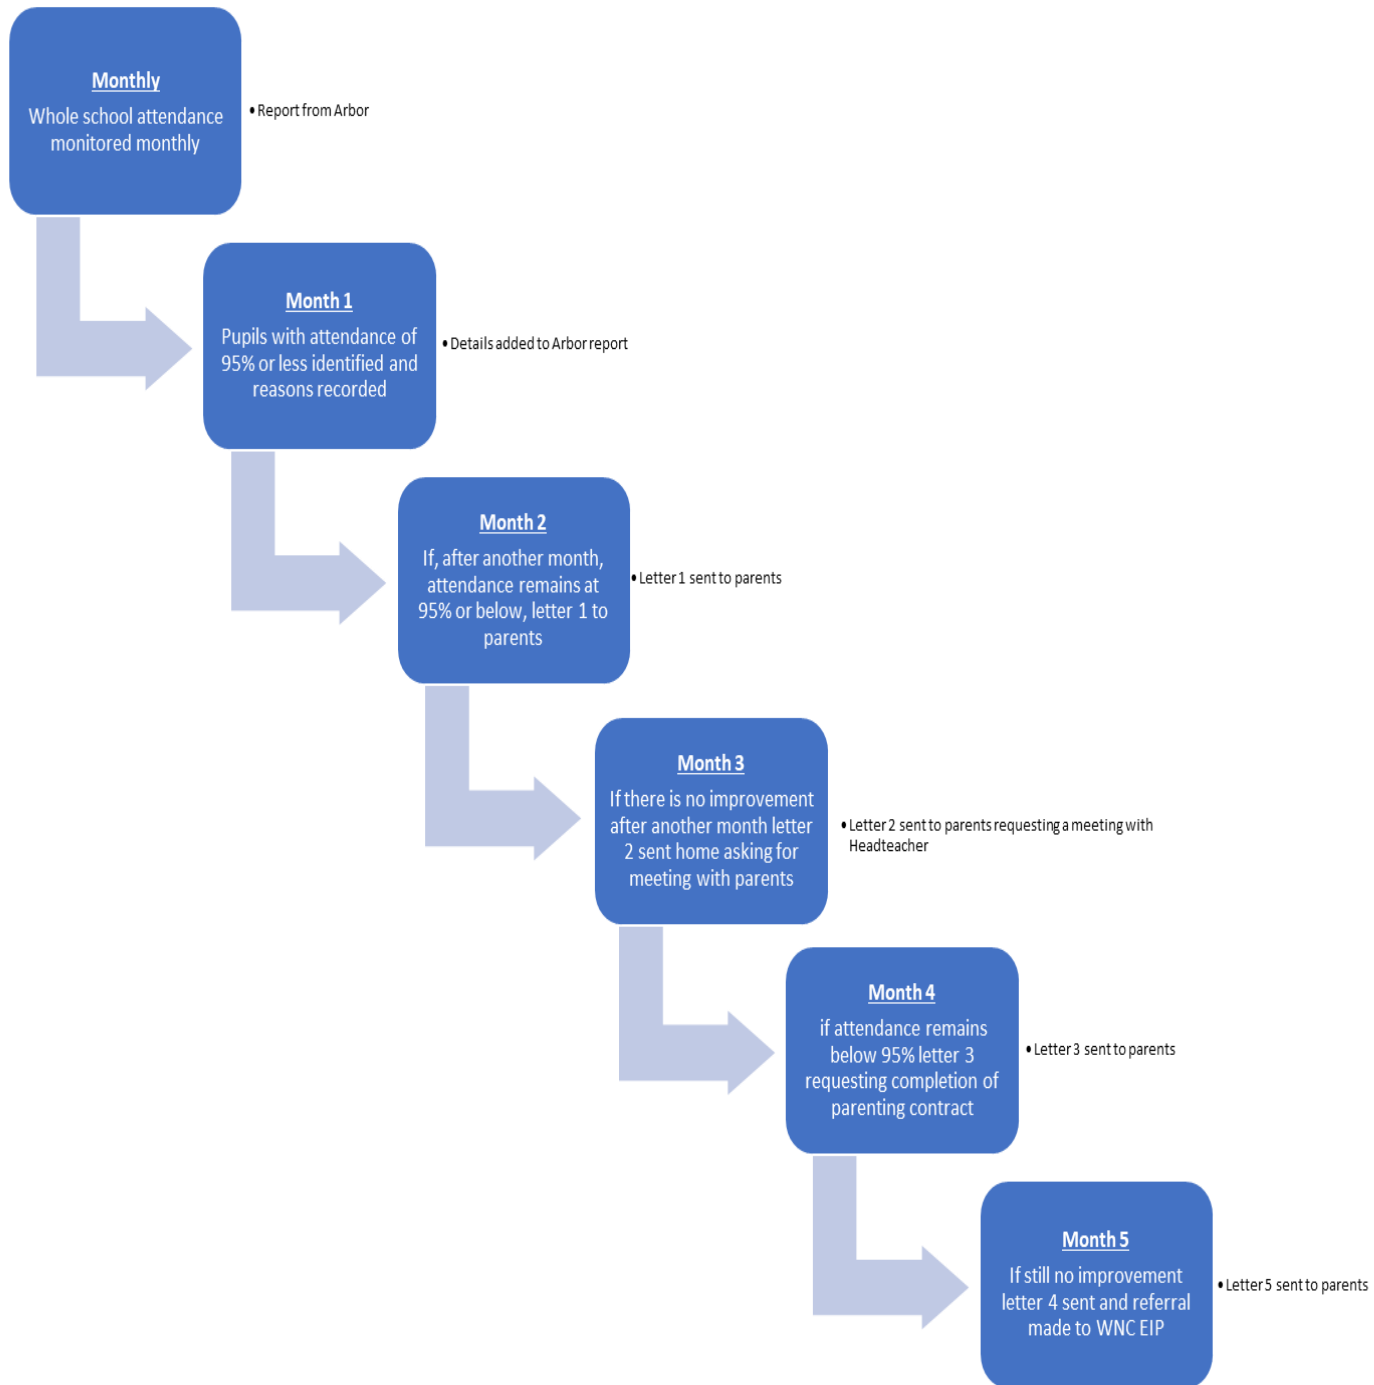 Monthly
Whole school attendance
monitored monthly
• Report from Arbor
Month 1
Pupils with attendance of
95% or less identified and
reasons recorded
• Details added to Arbor report
Month 2
If, after another month,
attendance remains at
95% or below, letter 1 to
parents
• Letter 1 sent to parents
Month 3
If there is no improvement
after another month letter
2 sent home asking for
meeting with parents
• Letter 2 sent to parents requesting a meeting with
Headteacher
Month 4
if attendance remains
below 95% letter 3
requesting completion of
parenting contract
• Letter 3 sent to parents
Month 5
If still no improvement
letter 4 sent and referral
made to WNC EIP
• Letter 5 sent to parents